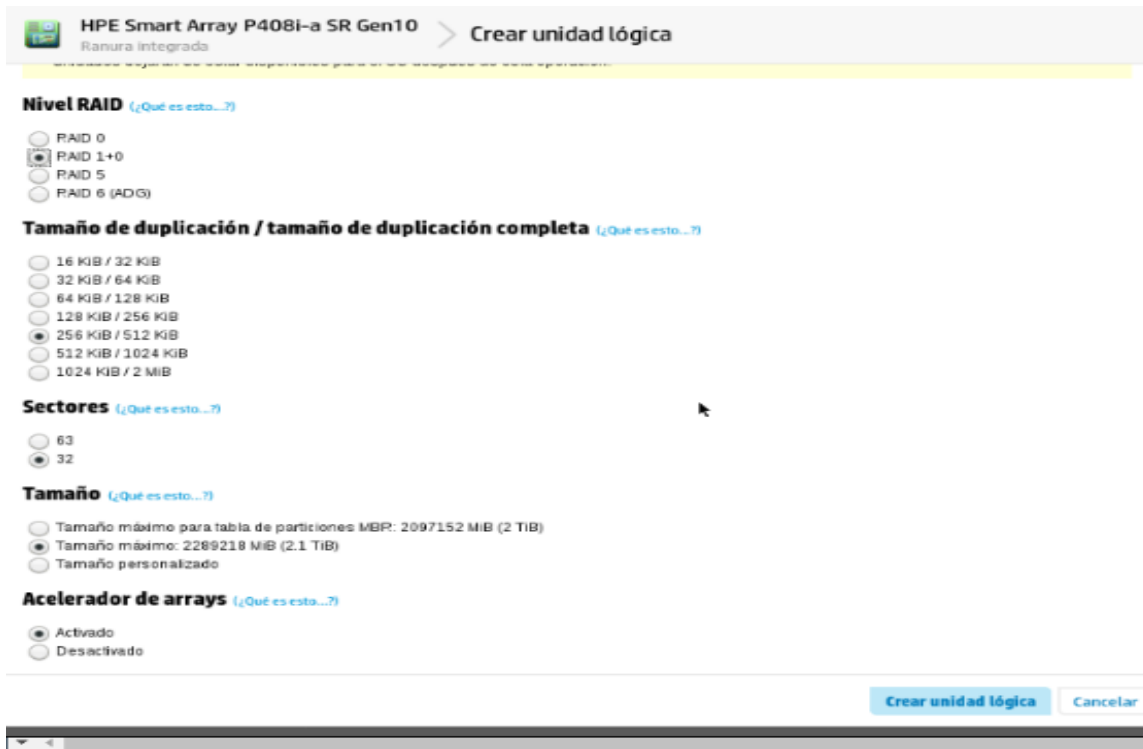 HPE Smart Array P408i-a SR Gen10
Ranura integrada
Crear unidad lógica
Nivel RAID (¿Qué es esto...?)
RAID 0
RAID 1+0
RAID 5
RAID 6 (ADG)
Tamaño de duplicación / tamaño de duplicación completa (¿Qué es esto...?)
16 KiB / 32 KiB
32 KiB / 64 KiB
64 KiB / 128 KiB
128 KiB / 256 KiB
256 KiB / 512 KiB
512 KiB / 1024 KiB
1024 KiB / 2 MiB
Sectores (¿Qué es esto...?)
63
32
Tamaño (¿Qué es esto...?)
Tamaño máximo para tabla de particiones MBR: 2097152 MiB (2 TiB)
Tamaño máximo: 2289218 MiB (2.1 TiB)
Tamaño personalizado
Acelerador de arrays (¿Qué es esto...?)
Activado
Desactivado
Crear unidad lógica
Cancelar